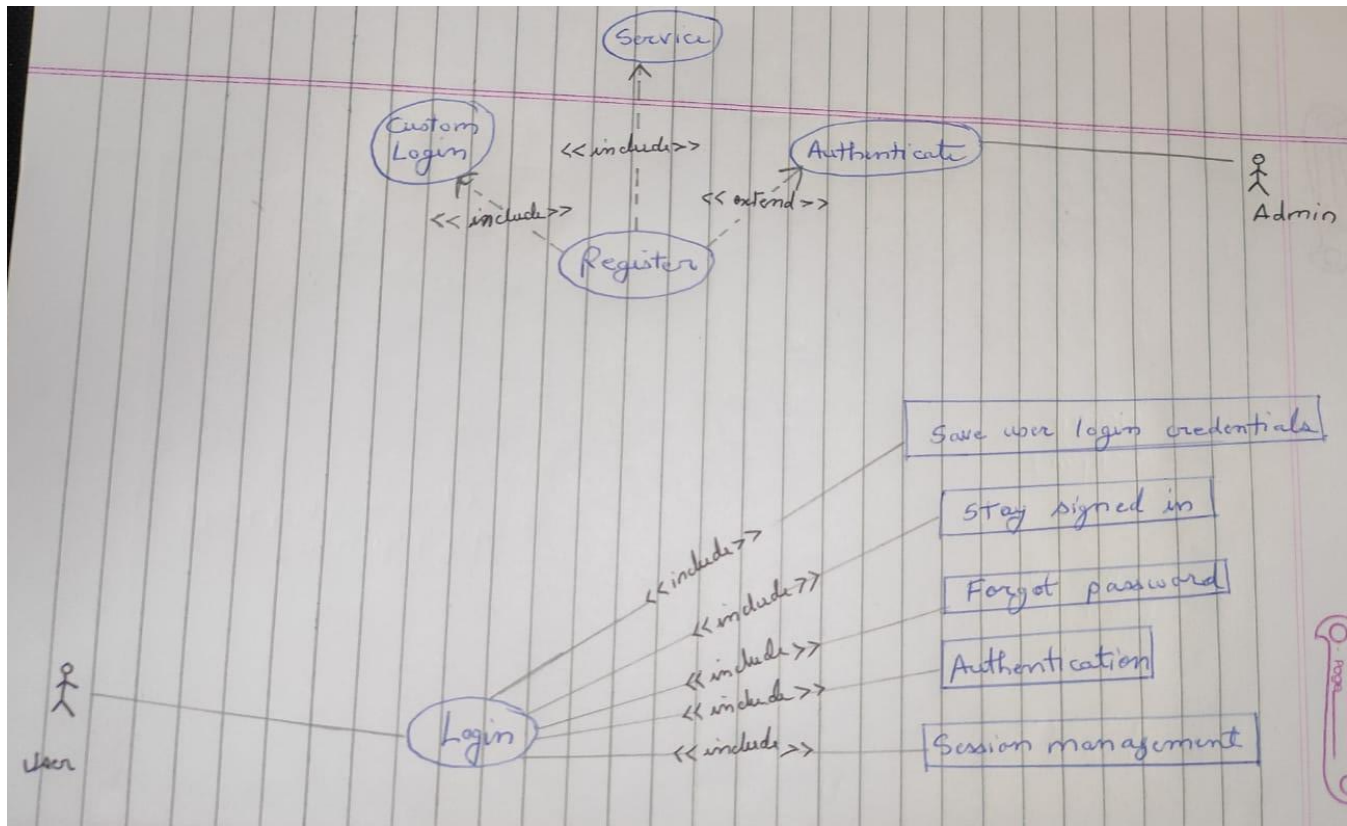 Service
Custom
Login
<<include>>
Authenticate
<<include>>
<<extend>>
Admin
Register
Save user login credentials
Stay signed in
<<include>>
<<include>>
Forgot password
<<include>>
Authentication
<<include>>
User
Login
<<include>>
Session management
Page